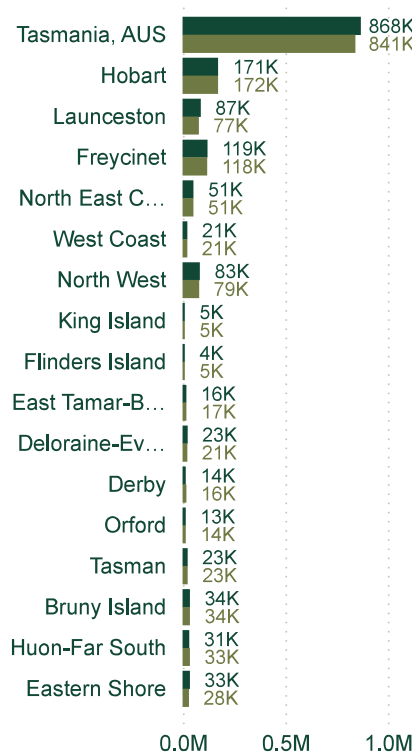 Tasmania, AUS
868K
841K
Hobart
171K
172K
Launceston
87K
77K
Freycinet
119K
118K
North East C...
51K
51K
West Coast
21K
21K
North West
83K
79K
King Island
5K
5K
Flinders Island
4K
5K
East Tamar-B...
16K
17K
Deloraine-Ev...
23K
21K
Derby
14K
16K
Orford
13K
14K
Tasman
23K
23K
Bruny Island
34K
34K
Huon-Far South
31K
33K
Eastern Shore
33K
28K
0.0M 0.5M 1.0M